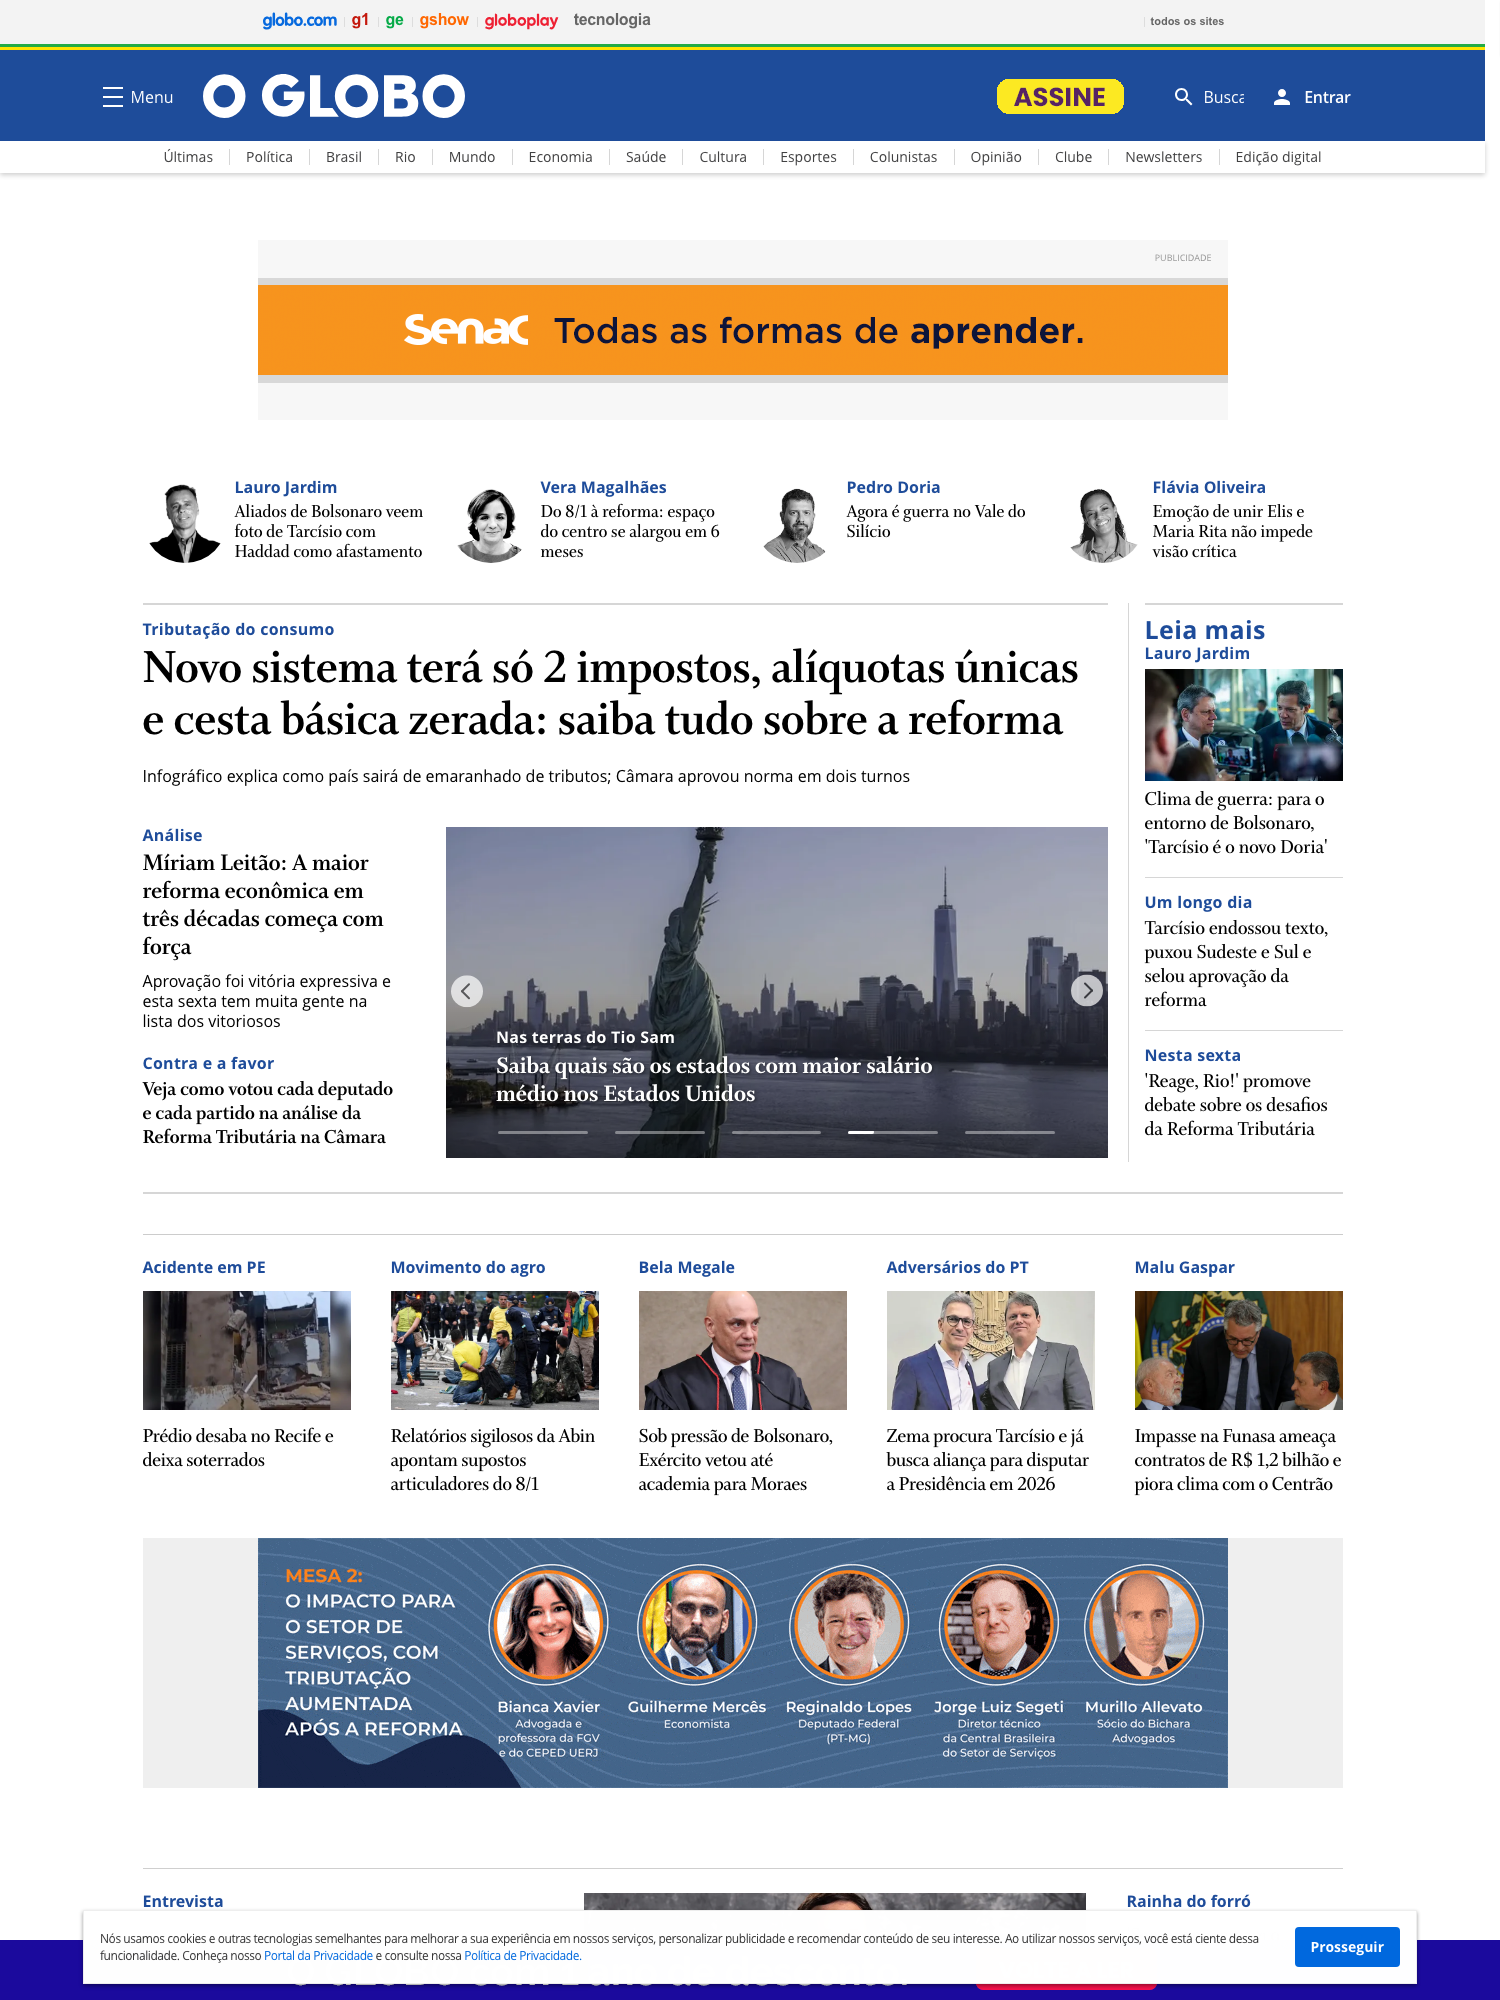 globo.com g1 ge gshow globoplay tecnologia todos os sites
Menu O GLOBO ASSINE Busca Entrar
Últimas Política Brasil Rio Mundo Economia Saúde Cultura Esportes Colunistas Opinião Clube Newsletters Edição digital
PUBLICIDADE
Senac Todas as formas de aprender.
Lauro Jardim
Aliados de Bolsonaro veem
foto de Tarcísio com
Haddad como afastamento
Vera Magalhães
Do 8/1 à reforma: espaço
do centro se alargou em 6
meses
Pedro Doria
Agora é guerra no Vale do
Silício
Flávia Oliveira
Emoção de unir Elis e
Maria Rita não impede
visão crítica
Tributação do consumo
Novo sistema terá só 2 impostos, alíquotas únicas
e cesta básica zerada: saiba tudo sobre a reforma
Infográfico explica como país sairá de emaranhado de tributos; Câmara aprovou norma em dois turnos
Análise
Míriam Leitão: A maior
reforma econômica em
três décadas começa com
força
Aprovação foi vitória expressiva e
esta sexta tem muita gente na
lista dos vitoriosos
Contra e a favor
Veja como votou cada deputado
e cada partido na análise da
Reforma Tributária na Câmara
Nas terras do Tio Sam
Saiba quais são os estados com maior salário
médio nos Estados Unidos
Leia mais
Lauro Jardim
Clima de guerra: para o
entorno de Bolsonaro,
'Tarcísio é o novo Doria'
Um longo dia
Tarcísio endossou texto,
puxou Sudeste e Sul e
selou aprovação da
reforma
Nesta sexta
'Reage, Rio!' promove
debate sobre os desafios
da Reforma Tributária
Acidente em PE
Prédio desaba no Recife e
deixa soterrados
Movimento do agro
Relatórios sigilosos da Abin
apontam supostos
articuladores do 8/1
Bela Megale
Sob pressão de Bolsonaro,
Exército vetou até
academia para Moraes
Adversários do PT
Zema procura Tarcísio e já
busca aliança para disputar
a Presidência em 2026
Malu Gaspar
Impasse na Funasa ameaça
contratos de R$ 1,2 bilhão e
piora clima com o Centrão
MESA 2:
O IMPACTO PARA
O SETOR DE
SERVIÇOS, COM
TRIBUTAÇÃO
AUMENTADA
APÓS A REFORMA
Bianca Xavier
Advogada e
professora da FGV
e do CEPED UERJ
Guilherme Mercês
Economista
Reginaldo Lopes
Deputado Federal
(PT-MG)
Jorge Luiz Segeti
Diretor técnico
da Central Brasileira
do Setor de Serviços
Murillo Allevato
Sócio do Bichara
Advogados
Entrevista
Rainha do forró
Nós usamos cookies e outras tecnologias semelhantes para melhorar a sua experiência em nossos serviços, personalizar publicidade e recomendar conteúdo de seu interesse. Ao utilizar nossos serviços, você está ciente dessa
funcionalidade. Conheça nosso Portal da Privacidade e consulte nossa Política de Privacidade.
Prosseguir